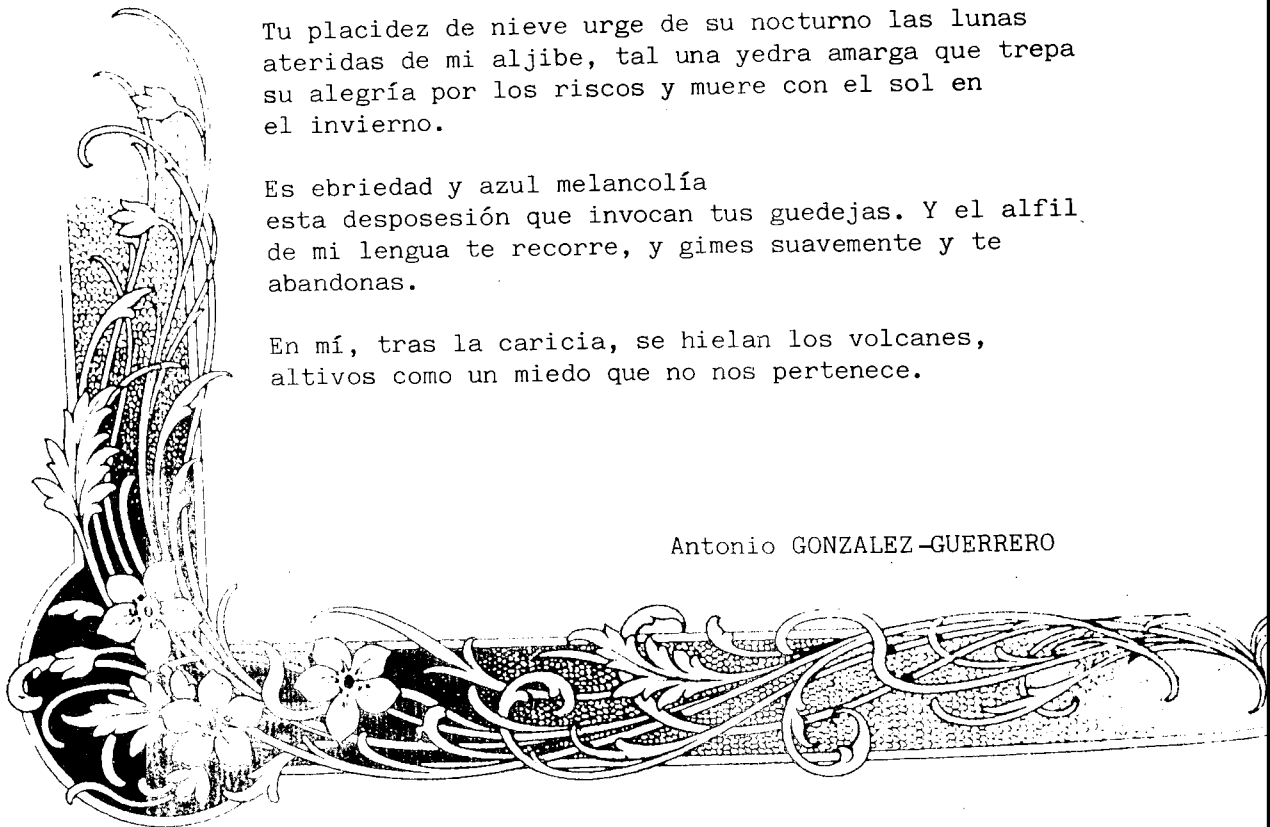 Tu placidez de nieve urge de su nocturno las lunas
ateridas de mi aljibe, tal una yedra amarga que trepa
su alegría por los riscos y muere con el sol en
el invierno.

Es ebriedad y azul melancolía
esta desposesión que invocan tus guedejas. Y el alfil
de mi lengua te recorre, y gimes suavemente y te
abandonas.

En mí, tras la caricia, se hielan los volcanes,
altivos como un miedo que no nos pertenece.

Antonio GONZALEZ-GUERRERO